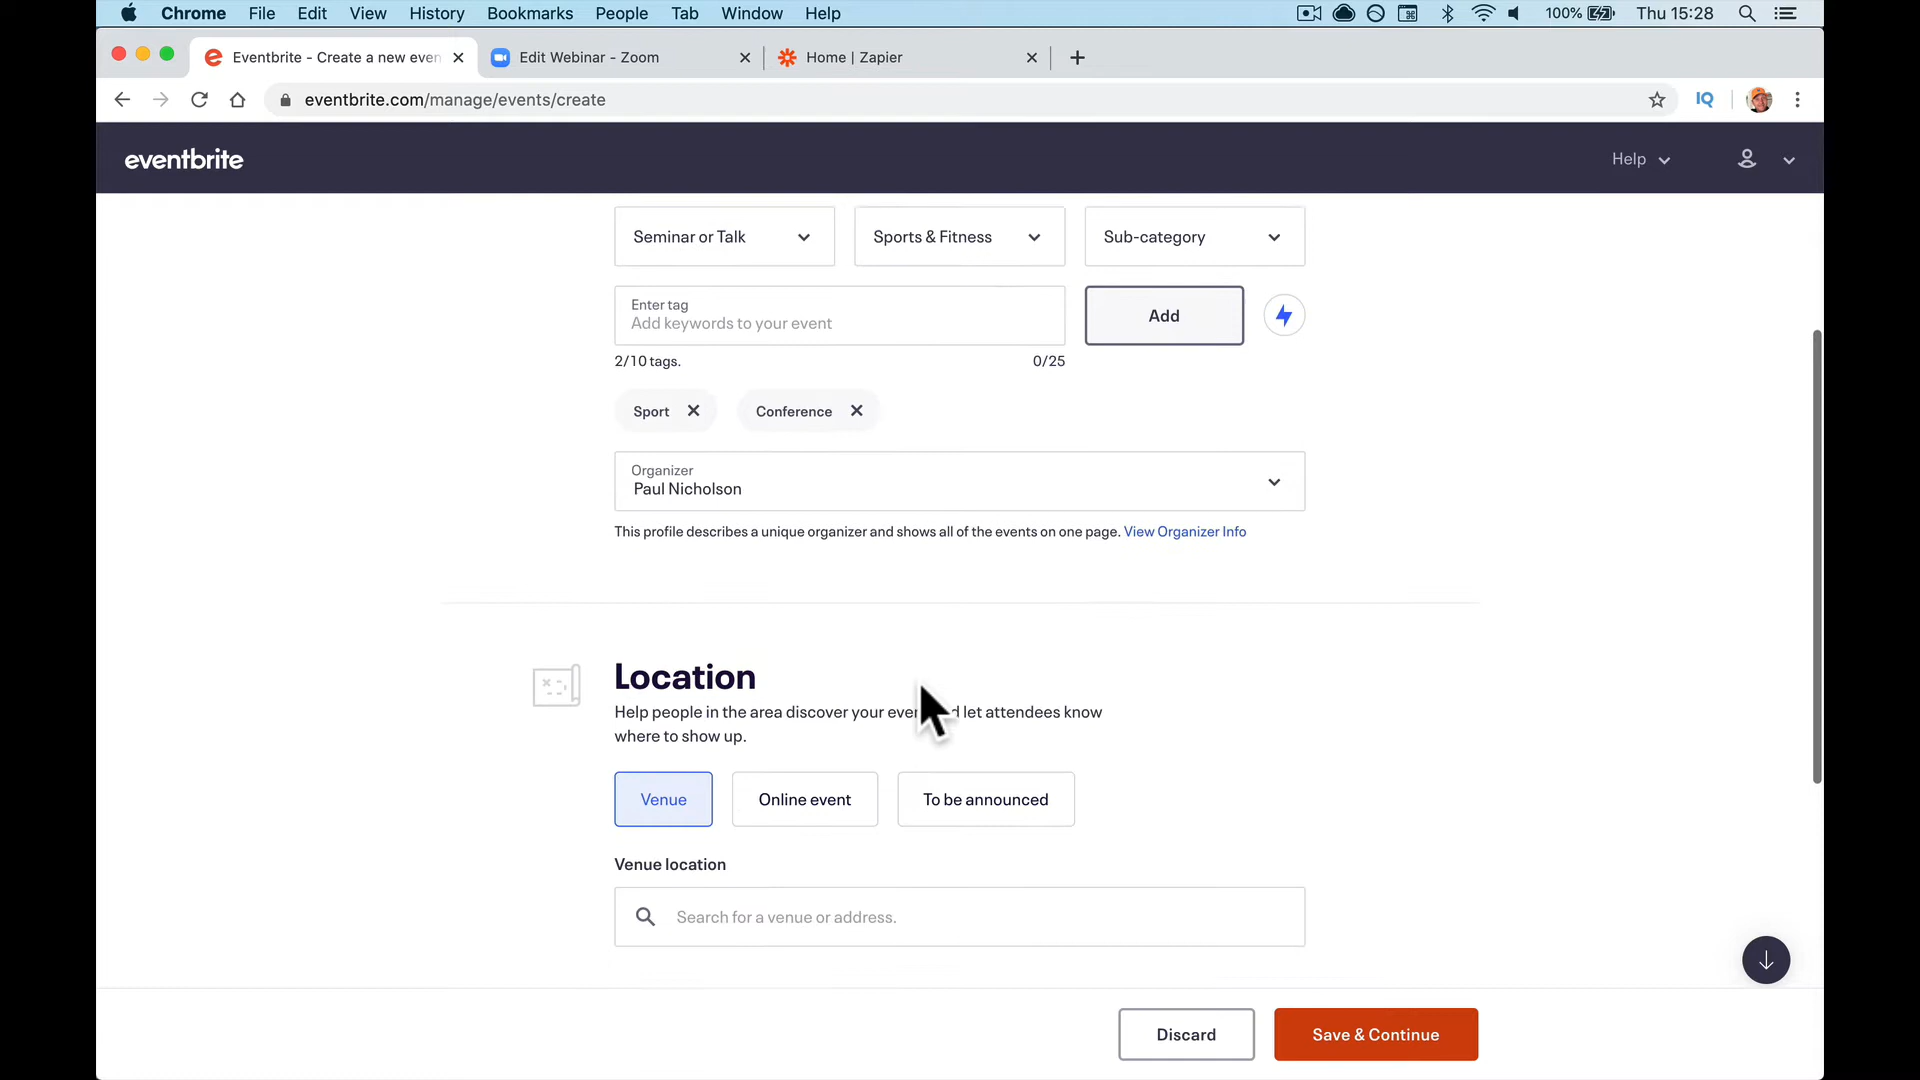 Chrome File Edit View History Bookmarks People Tab Window Help 100% Thu 15:28
Eventbrite - Create a new even Edit Webinar - Zoom Home | Zapier
eventbrite.com/manage/events/create IQ
eventbrite Help
Seminar or Talk Sports & Fitness Sub-category
Enter tag
Add keywords to your event Add
2/10 tags. 0/25
Sport Conference
Organizer
Paul Nicholson
This profile describes a unique organizer and shows all of the events on one page. View Organizer Info
Location
Help people in the area discover your even d let attendees know
where to show up.
Venue Online event To be announced
Venue location
Search for a venue or address.
Discard Save & Continue